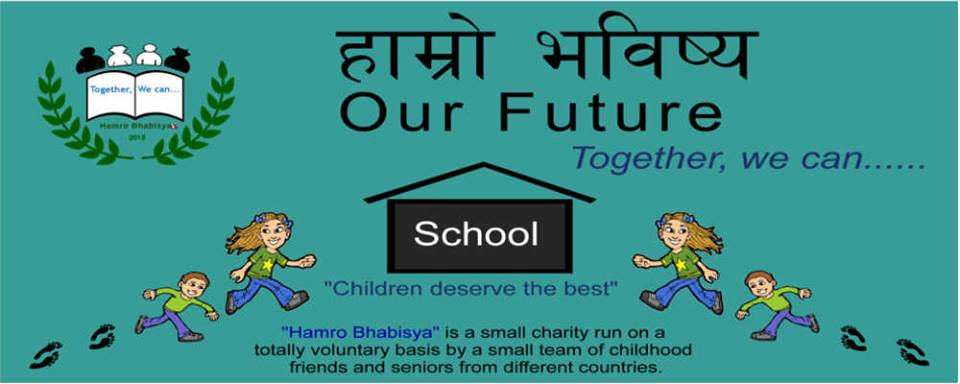 Together, We can...
Hamro Bhabisya
2013
हाम्रो भविष्य
Our Future
Together, we can......
School
"Children deserve the best"
"Hamro Bhabisya" is a small charity run on a
totally voluntary basis by a small team of childhood
friends and seniors from different countries.